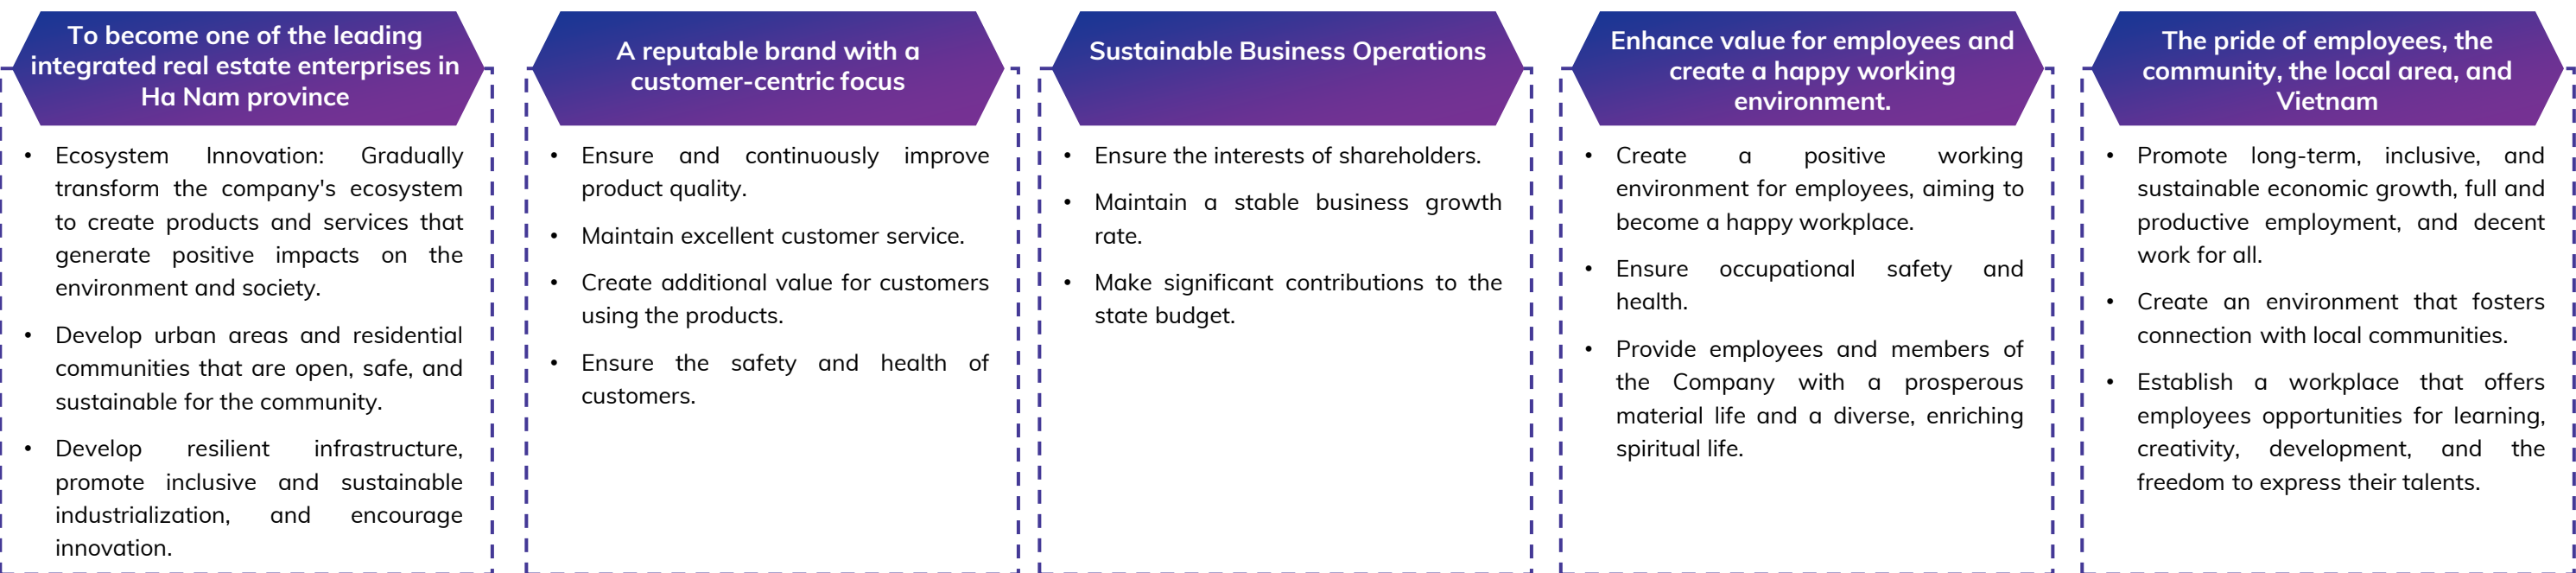 To become one of the leading
integrated real estate enterprises in
Ha Nam province
• Ecosystem Innovation: Gradually
transform the company's ecosystem
to create products and services that
generate positive impacts on the
environment and society.
• Develop urban areas and residential
communities that are open, safe, and
sustainable for the community.
• Develop resilient infrastructure,
promote inclusive and sustainable
industrialization, and encourage
innovation.
A reputable brand with a
customer-centric focus
• Ensure and continuously improve
product quality.
• Maintain excellent customer service.
• Create additional value for customers
using the products.
• Ensure the safety and health of
customers.
Sustainable Business Operations
• Ensure the interests of shareholders.
• Maintain a stable business growth
rate.
• Make significant contributions to the
state budget.
Enhance value for employees and
create a happy working
environment.
• Create a positive working
environment for employees, aiming to
become a happy workplace.
• Ensure occupational safety and
health.
• Provide employees and members of
the Company with a prosperous
material life and a diverse, enriching
spiritual life.
The pride of employees, the
community, the local area, and
Vietnam
• Promote long-term, inclusive, and
sustainable economic growth, full and
productive employment, and decent
work for all.
• Create an environment that fosters
connection with local communities.
• Establish a workplace that offers
employees opportunities for learning,
creativity, development, and the
freedom to express their talents.